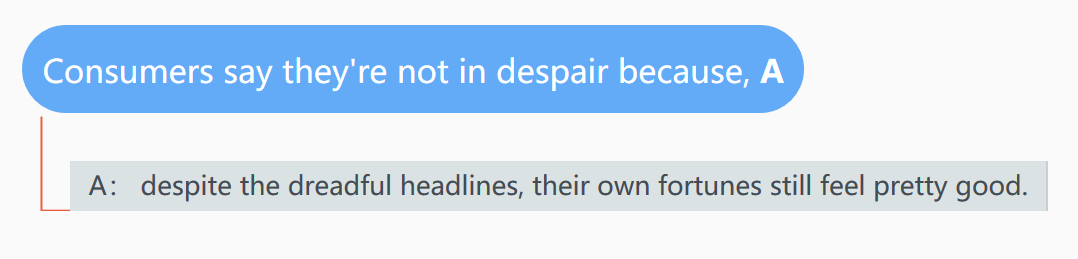 Consumers say they're not in despair because, A
A： despite the dreadful headlines, their own fortunes still feel pretty good.